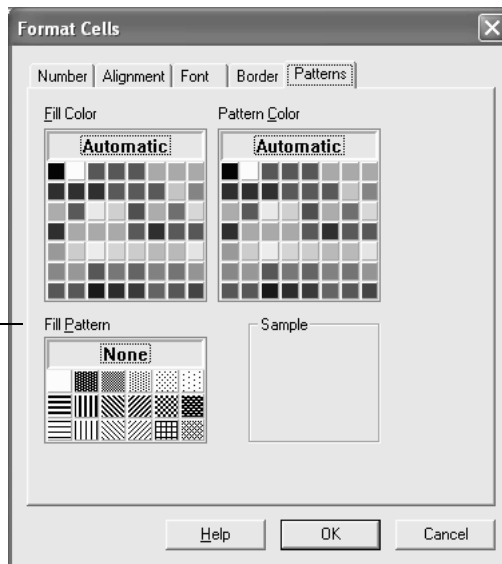 Format Cells
Number Alignment Font Border Patterns
Fill Color Pattern Color
Automatic Automatic
Fill Pattern Sample
None
Help OK Cancel